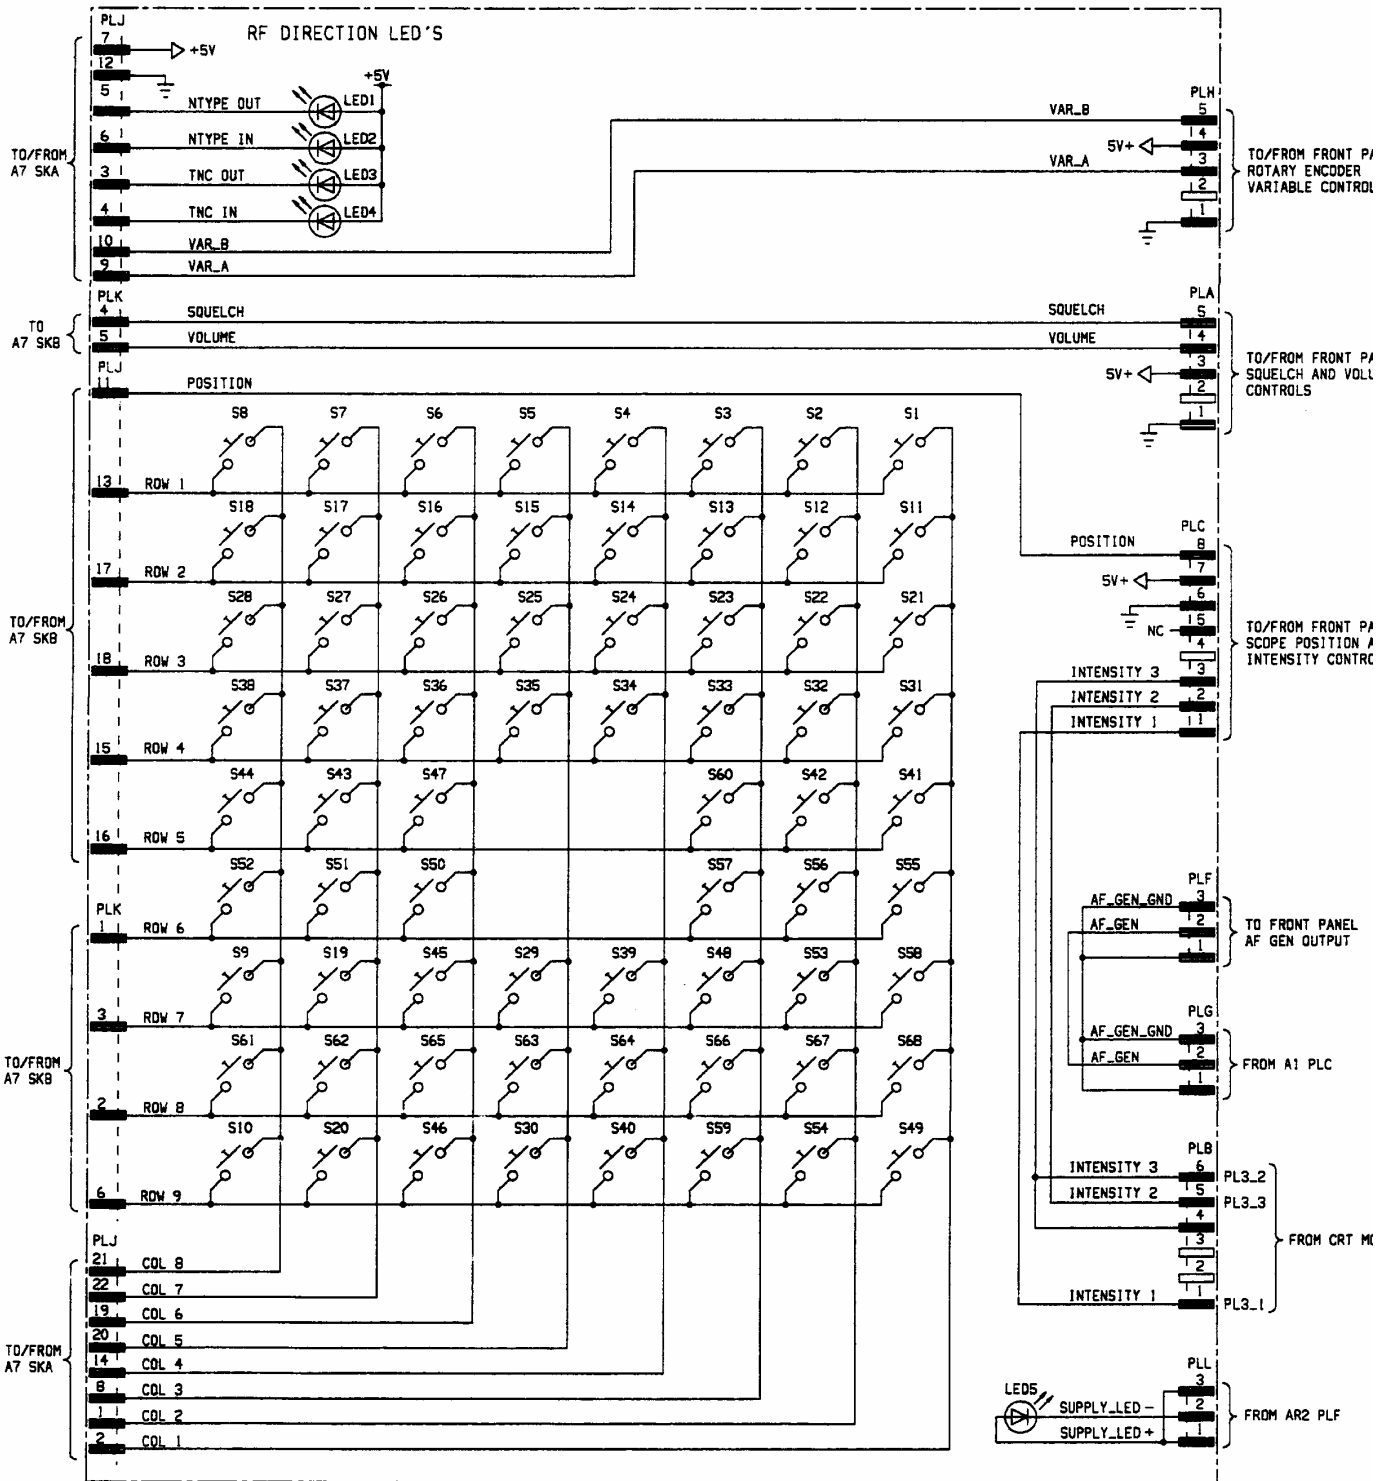 PLJ
RF DIRECTION LED'S
7
+5V
12
+5V
5
NTYPE OUT
LED1
6
NTYPE IN
LED2
TO/FROM
A7 SKA
3
TNC OUT
LED3
4
TNC IN
LED4
10
VAR_B
9
VAR_A
PLH
VAR_B
5
5V+
4
VAR_A
3
2
1
TO/FROM FRONT PA
ROTARY ENCODER
VARIABLE CONTROL
PLK
4
SQUELCH
TO
A7 SKB
5
VOLUME
PLA
SQUELCH
5
VOLUME
4
5V+
3
2
1
TO/FROM FRONT PA
SQUELCH AND VOLU
CONTROLS
PLJ
11
POSITION
S8 S7 S6 S5 S4 S3 S2 S1
13
ROW 1
S18 S17 S16 S15 S14 S13 S12 S11
17
ROW 2
S28 S27 S26 S25 S24 S23 S22 S21
TO/FROM
A7 SKB
18
ROW 3
S38 S37 S36 S35 S34 S33 S32 S31
15
ROW 4
S44 S43 S47 S60 S42 S41
16
ROW 5
S52 S51 S50 S57 S56 S55
PLK
1
ROW 6
S9 S19 S45 S29 S39 S48 S53 S58
3
ROW 7
S61 S62 S65 S63 S64 S66 S67 S68
TO/FROM
A7 SKB
2
ROW 8
S10 S20 S46 S30 S40 S59 S54 S49
6
ROW 9
PLJ
21
COL 8
22
COL 7
19
COL 6
20
COL 5
TO/FROM
A7 SKA
14
COL 4
8
COL 3
1
COL 2
2
COL 1
PLC
POSITION
8
5V+
7
6
NC
5
4
INTENSITY 3
3
INTENSITY 2
2
INTENSITY 1
1
TO/FROM FRONT PA
SCOPE POSITION A
INTENSITY CONTRO
PLF
AF_GEN_GND
3
AF_GEN
2
1
TO FRONT PANEL
AF GEN OUTPUT
PLG
AF_GEN_GND
3
AF_GEN
2
1
FROM A1 PLC
PLB
INTENSITY 3
6
PL3_2
INTENSITY 2
5
PL3_3
4
3
2
INTENSITY 1
1
PL3_1
FROM CRT MO
PLL
LED5
3
SUPPLY_LED -
2
SUPPLY_LED +
1
FROM AR2 PLF